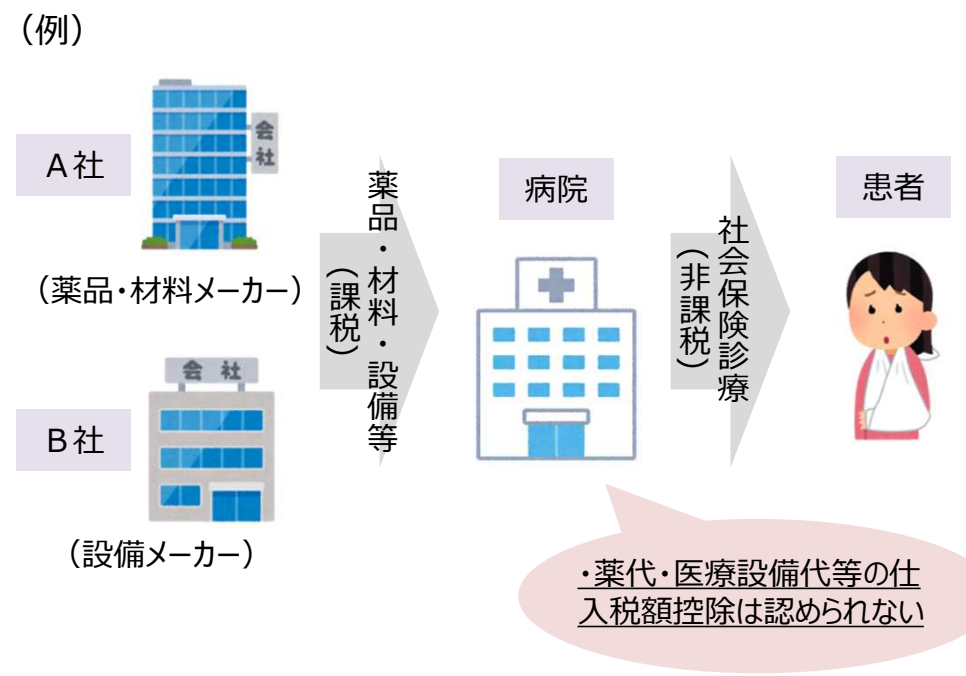 （例）
A社
会社
（薬品・材料メーカー）
会社
B社
（設備メーカー）
薬品・材料・設備等
（課税）
病院
社会保険診療
（非課税）
患者
・薬代・医療設備代等の仕
入税額控除は認められない